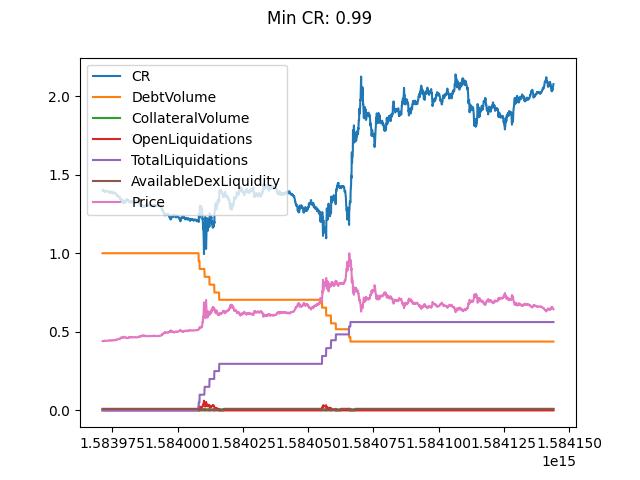 Min CR: 0.99
CR
DebtVolume
CollateralVolume
OpenLiquidations
TotalLiquidations
AvailableDexLiquidity
Price
2.0
1.5
1.0
0.5
0.0
1.583975 1.584000 1.584025 1.584050 1.584075 1.584100 1.584125 1.584150
1e15